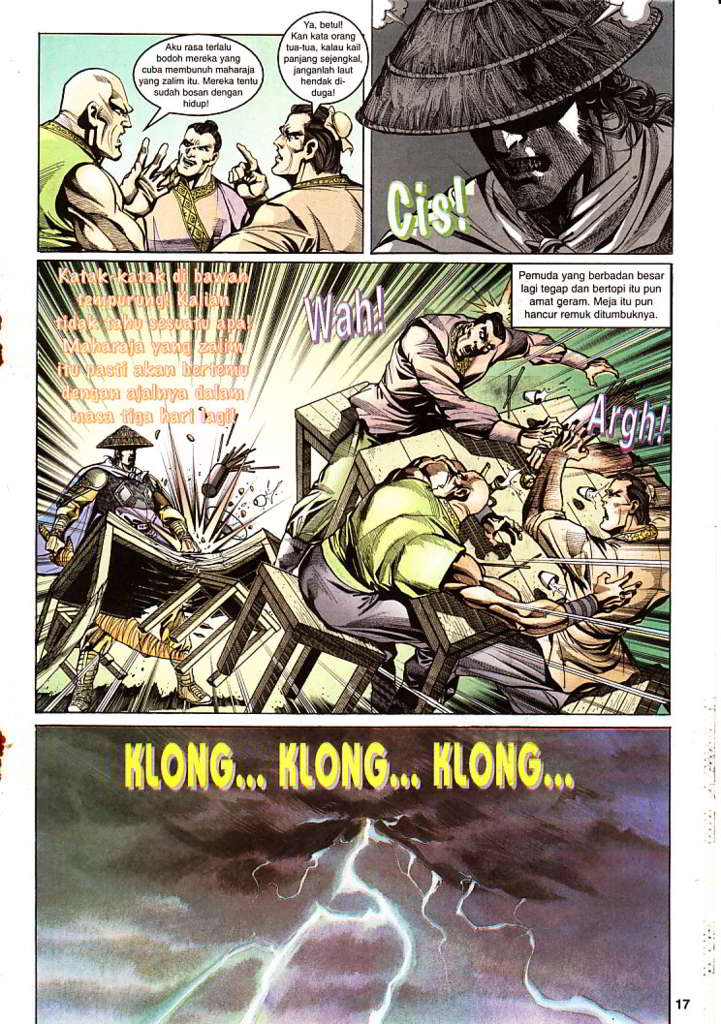 Aku rasa terlalu
bodoh mereka yang
cuba membunuh maharaja
yang zalim itu. Mereka tentu
sudah bosan dengan
hidup!
Ya, betul!
Kan kata orang
tua-tua, kalau kail
panjang sejengkal,
janganlah laut
hendak di-
duga!
Cis!
Katak-katak di bawah
tempurung! Kalian
tidak tahu sesuatu apa!
Maharaja yang zalim
itu pasti akan bertemu
dengan ajalnya dalam
masa tiga hari lagi!
Wah!
Pemuda yang berbadan besar
lagi tegap dan bertopi itu pun
amat geram. Meja itu pun
hancur remuk ditumbuknya.
Argh!
KLONG... KLONG... KLONG...
17